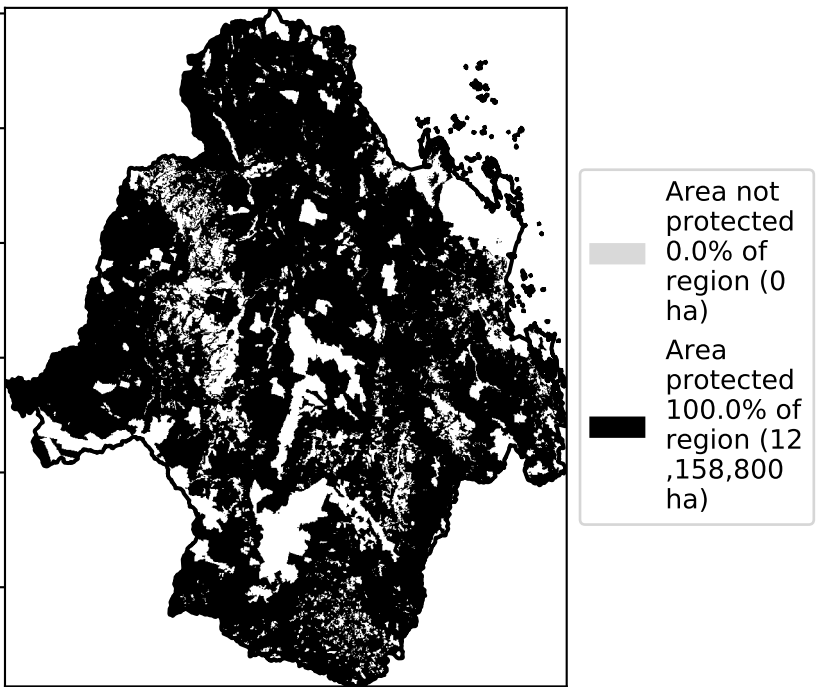 Area not
protected
0.0% of
region (0
ha)
Area
protected
100.0% of
region (12
,158,800
ha)